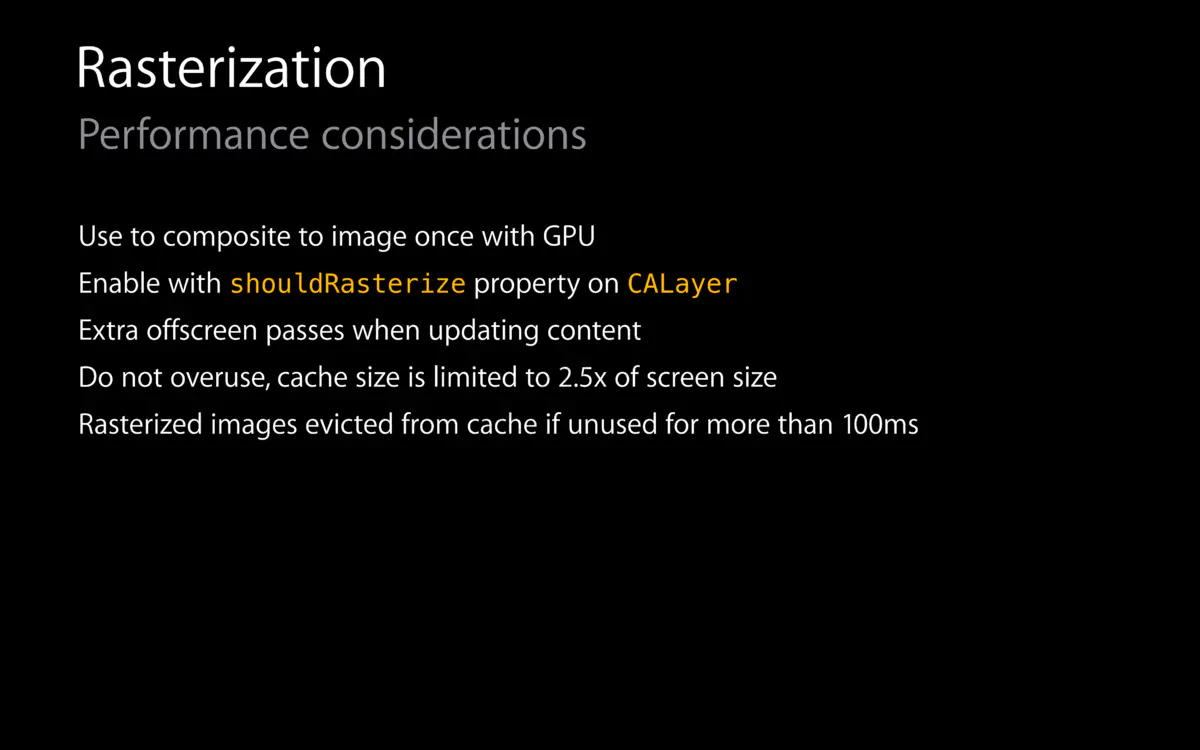 Rasterization
Performance considerations
Use to composite to image once with GPU
Enable with shouldRasterize property on CALayer
Extra offscreen passes when updating content
Do not overuse, cache size is limited to 2.5x of screen size
Rasterized images evicted from cache if unused for more than 100ms